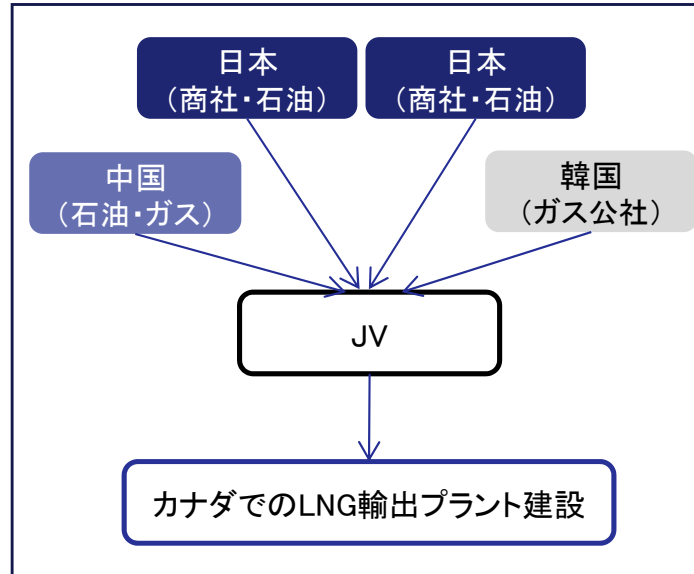 日本
(商社・石油)
日本
(商社・石油)
中国
(石油・ガス)
韓国
(ガス公社)
JV
カナダでのLNG輸出プラント建設